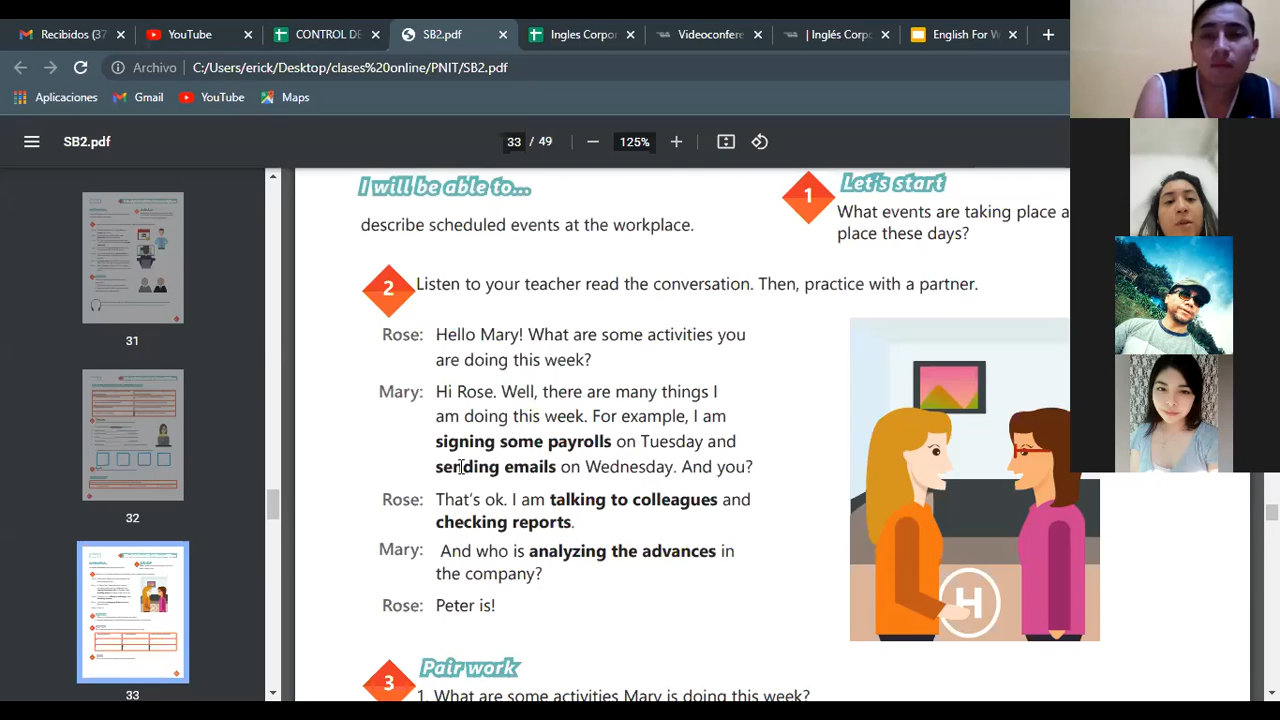 Recibidos (37
YouTube
CONTROL DE
SB2.pdf
Ingles Corpor
Videoconfere
| Inglés Corpo
English For W
Archivo
C:/Users/erick/Desktop/clases%20online/PNIT/SB2.pdf
Aplicaciones
Gmail
YouTube
Maps
SB2.pdf
33 / 49
125%
31
32
33
I will be able to...
describe scheduled events at the workplace.
1
Let's start
What events are taking place a
place these days?
2
Listen to your teacher read the conversation. Then, practice with a partner.
Rose: Hello Mary! What are some activities you
are doing this week?
Mary: Hi Rose. Well, there are many things I
am doing this week. For example, I am
signing some payrolls on Tuesday and
sending emails on Wednesday. And you?
Rose: That's ok. I am talking to colleagues and
checking reports.
Mary: And who is analyzing the advances in
the company?
Rose: Peter is!
3
Pair work
1. What are some activities Mary is doing this week?